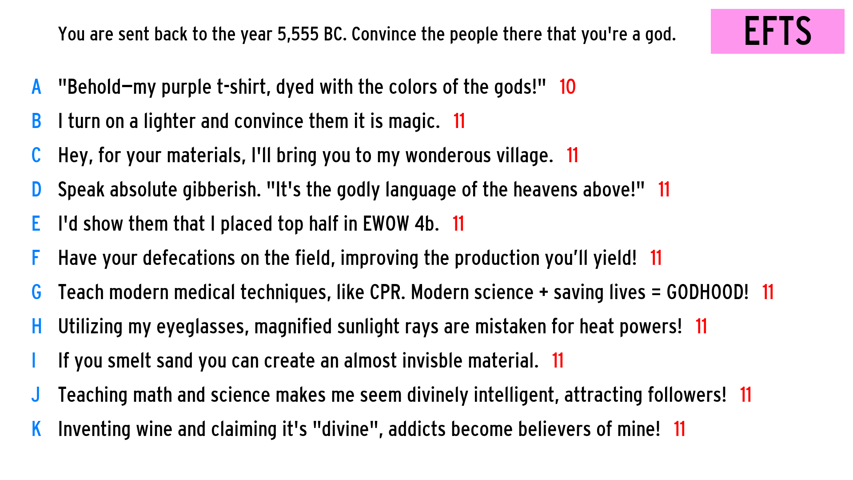 You are sent back to the year 5,555 BC. Convince the people there that you're a god.
EFTS
A "Behold—my purple t-shirt, dyed with the colors of the gods!" 10
B I turn on a lighter and convince them it is magic. 11
C Hey, for your materials, I'll bring you to my wonderous village. 11
D Speak absolute gibberish. "It's the godly language of the heavens above!" 11
E I'd show them that I placed top half in EWOW 4b. 11
F Have your defecations on the field, improving the production you’ll yield! 11
G Teach modern medical techniques, like CPR. Modern science + saving lives = GODHOOD! 11
H Utilizing my eyeglasses, magnified sunlight rays are mistaken for heat powers! 11
I If you smelt sand you can create an almost invisble material. 11
J Teaching math and science makes me seem divinely intelligent, attracting followers! 11
K Inventing wine and claiming it's "divine", addicts become believers of mine! 11